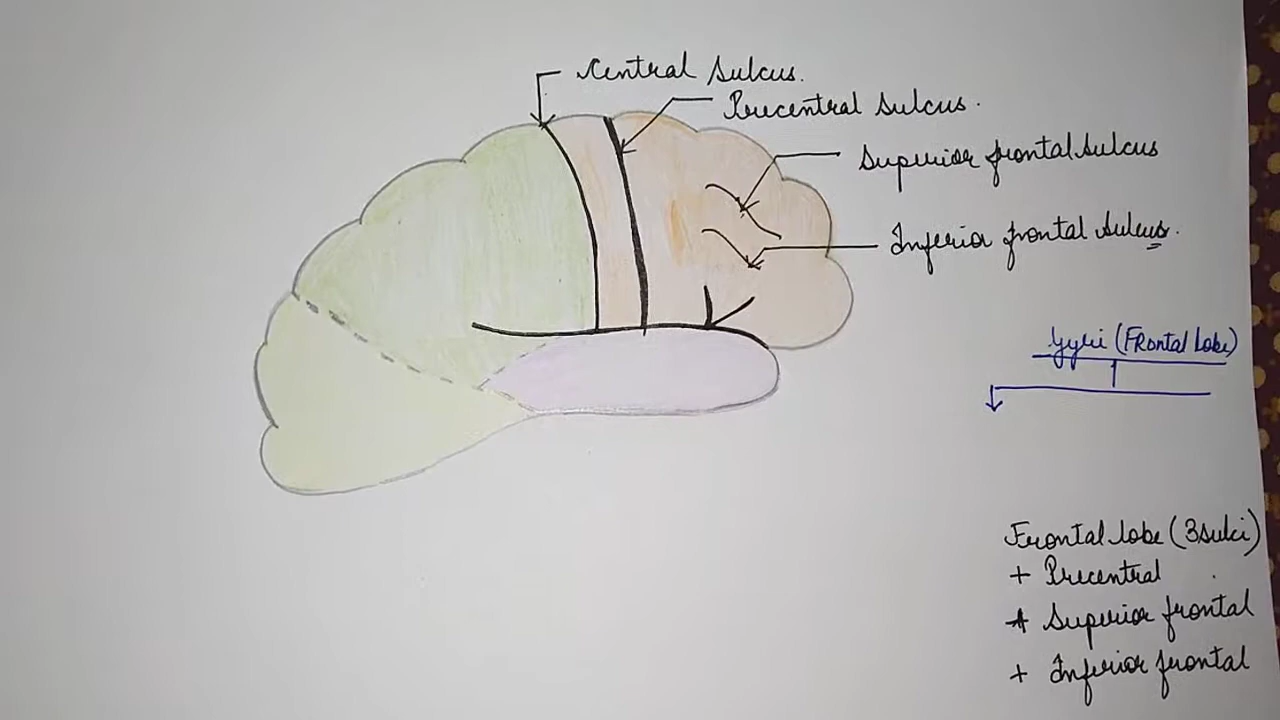 Central Sulcus.
Precentral Sulcus.
Superior frontal Sulcus
Inferior frontal Sulcus.
Gyri (Frontal Lobe)
Frontal lobe (3 Sulci)
+ Precentral
+ Superior frontal
+ Inferior frontal